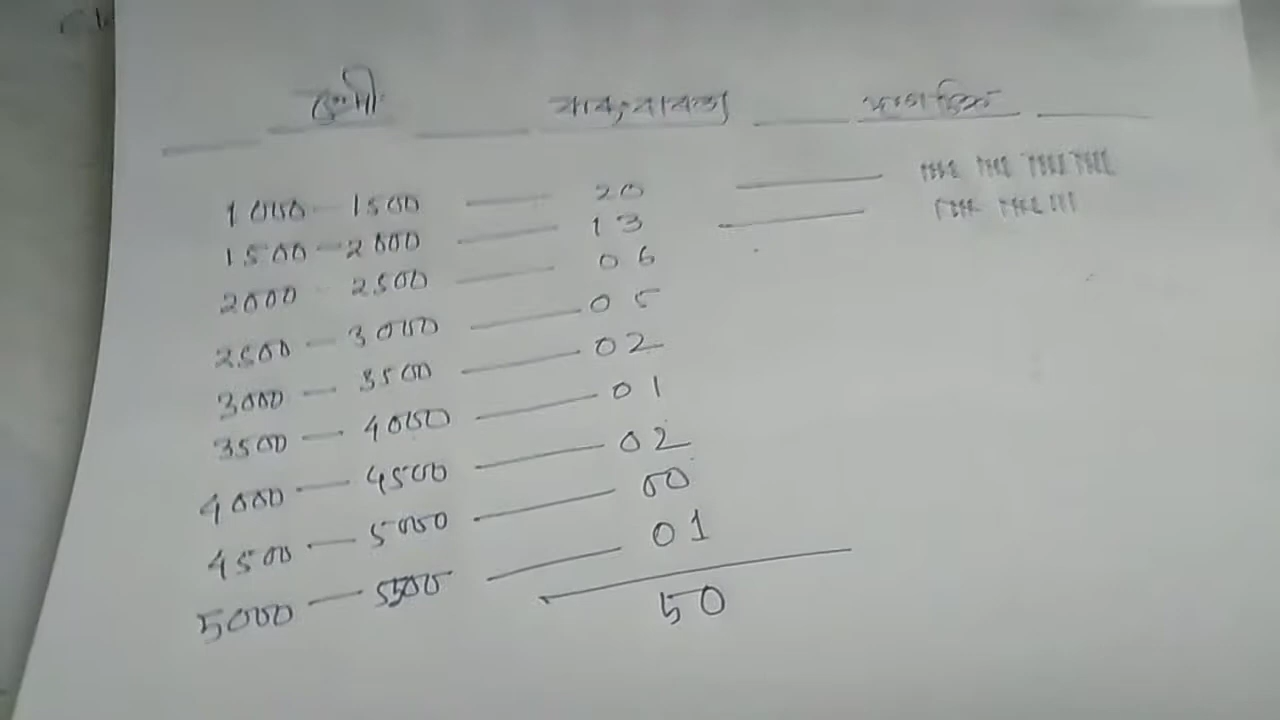 श्रेणी
1000 - 1500 — 20 —
1500 - 2000 — 13 —
2000 2500 — 06
2500 - 3000 — 05
3000 - 3500 — 02
3500 - 4000 — 01
4000 - 4500 — 02
4500 - 5000 — 00
5000 - 5500 — 01
50